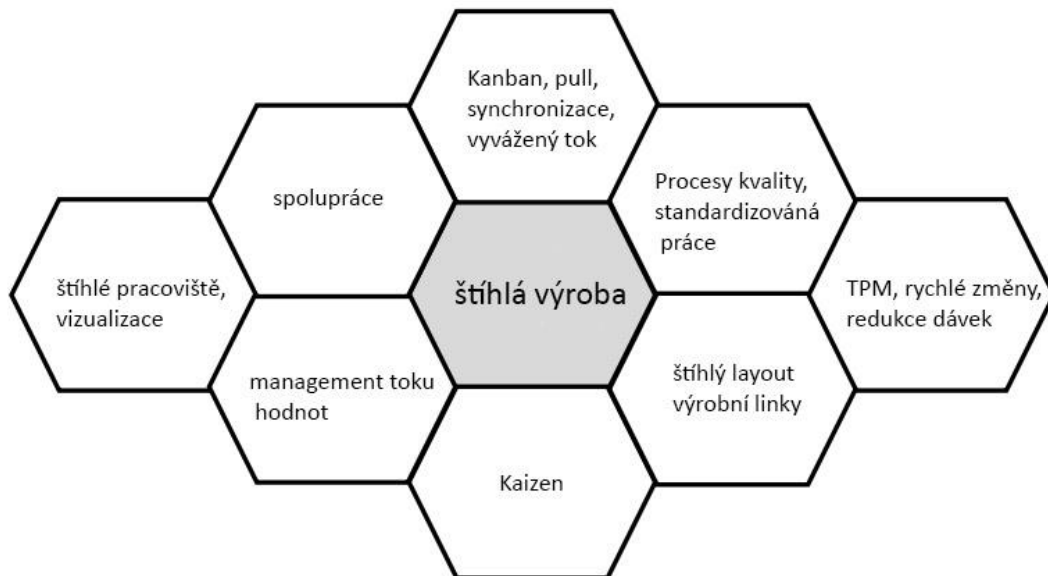 Kanban, pull,
synchronizace,
vyvážený tok
spolupráce
Procesy kvality,
standardizováná
práce
štíhlé pracoviště,
vizualizace
štíhlá výroba
TPM, rychlé změny,
redukce dávek
management toku
hodnot
štíhlý layout
výrobní linky
Kaizen